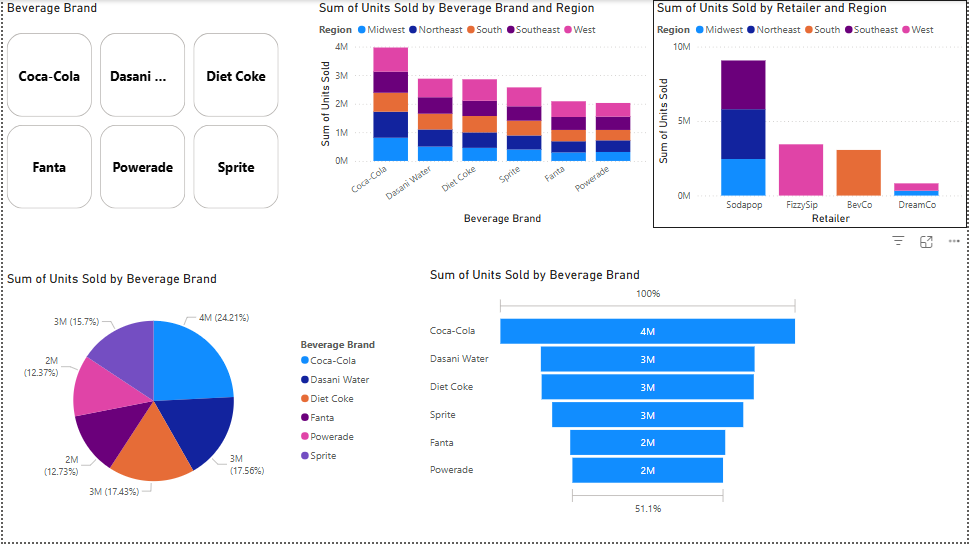 Beverage Brand
Coca-Cola
Dasani ...
Diet Coke
Fanta
Powerade
Sprite
Sum of Units Sold by Beverage Brand and Region
Region Midwest Northeast South Southeast West
Sum of Units Sold
4M
3M
2M
1M
0M
Coca-Cola
Dasani Water
Diet Coke
Sprite
Fanta
Powerade
Beverage Brand
Sum of Units Sold by Retailer and Region
Region Midwest Northeast South Southeast West
Sum of Units Sold
10M
5M
0M
Sodapop FizzySip BevCo DreamCo
Retailer
Sum of Units Sold by Beverage Brand
4M (24.21%)
3M
(17.56%)
3M (17.43%)
2M
(12.73%)
2M
(12.37%)
3M (15.7%)
Beverage Brand
Coca-Cola
Dasani Water
Diet Coke
Fanta
Powerade
Sprite
Sum of Units Sold by Beverage Brand
100%
Coca-Cola 4M
Dasani Water 3M
Diet Coke 3M
Sprite 3M
Fanta 2M
Powerade 2M
51.1%